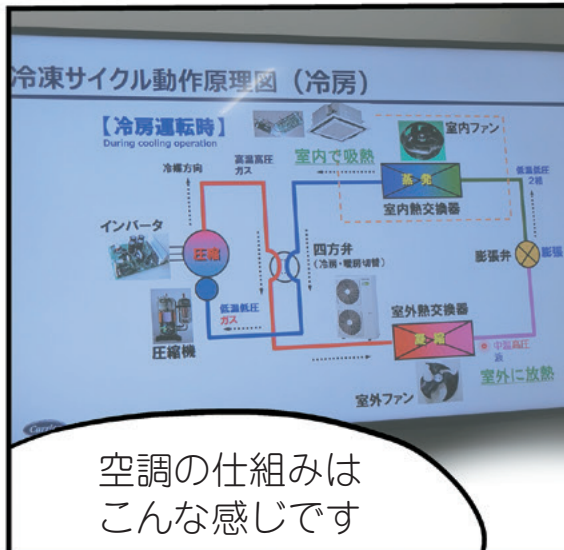 冷凍サイクル動作原理図（冷房）
【冷房運転時】
During cooling operation
室内ファン
室内で吸熱
冷媒方向
高温高圧
ガス
蒸発
低温低圧
2相
室内熱交換器
インバータ
圧縮
四方弁
（冷房・暖房切替）
膨張弁
膨張
低温低圧
ガス
室外熱交換器
圧縮機
中温高圧
液
室外に放熱
室外ファン
Carrier
空調の仕組みは
こんな感じです